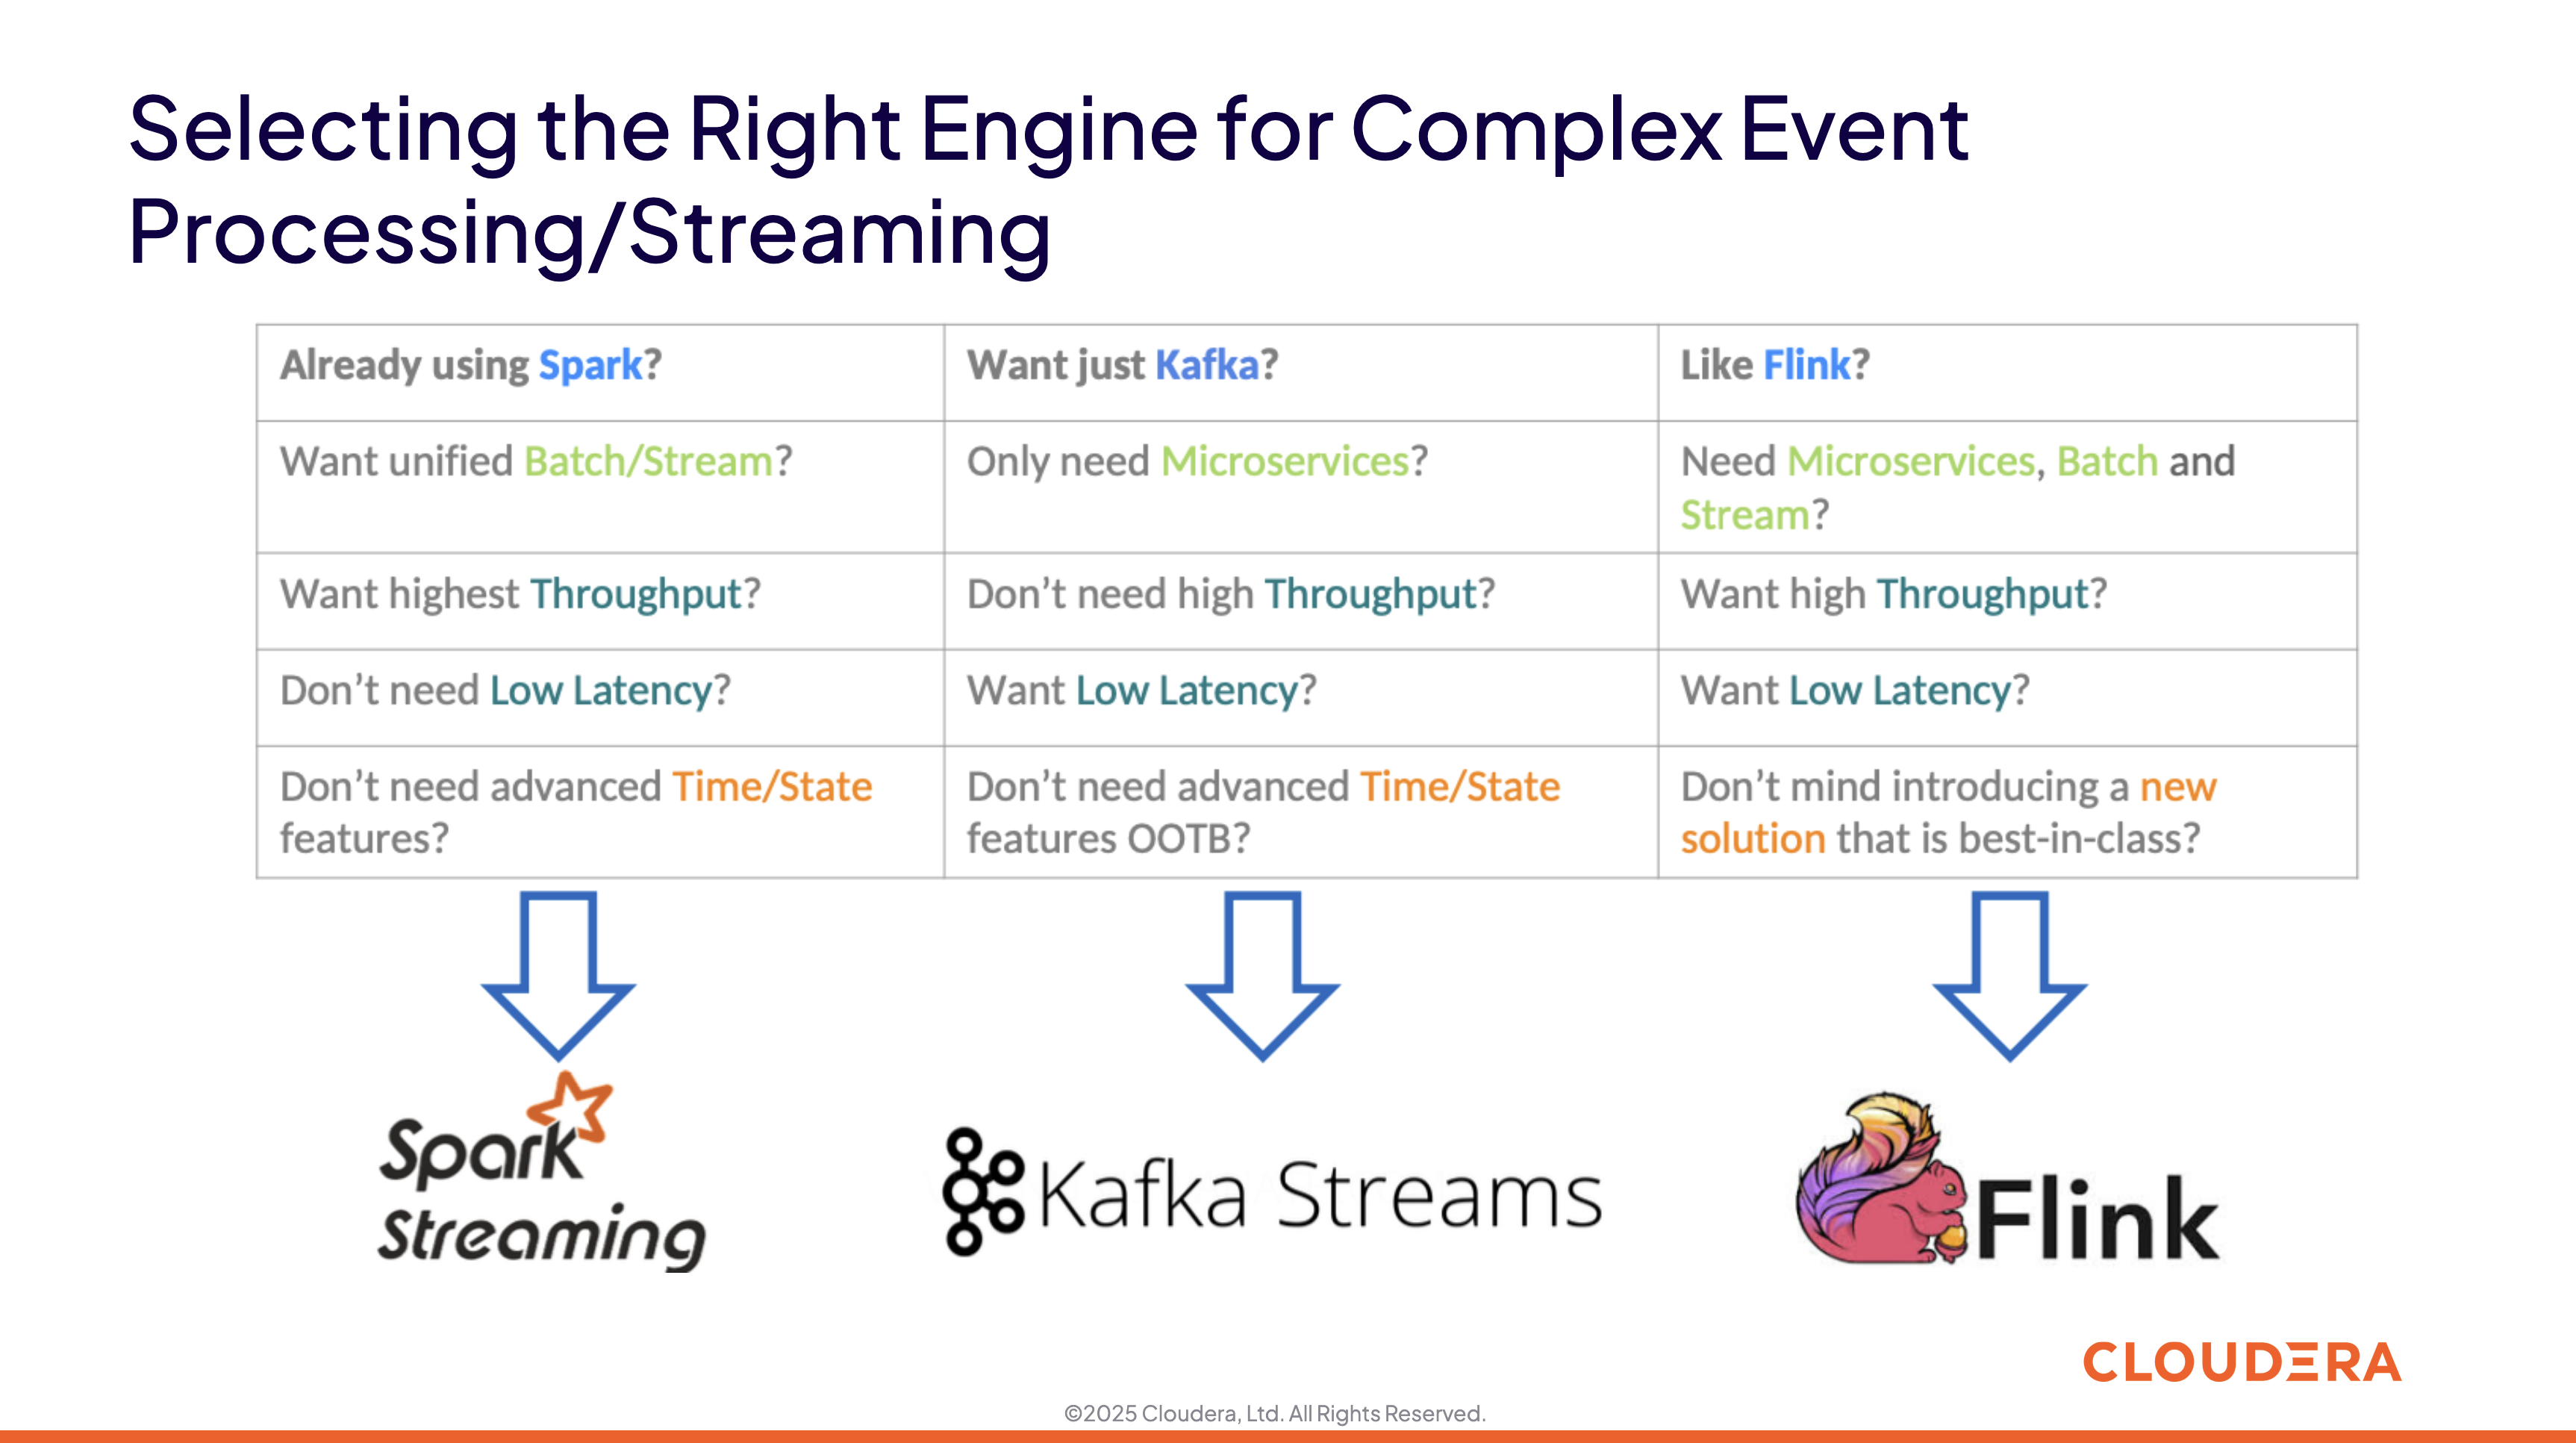 Selecting the Right Engine for Complex Event
Processing/Streaming
Already using Spark?
Want just Kafka?
Like Flink?
Want unified Batch/Stream?
Only need Microservices?
Need Microservices, Batch and
Stream?
Want highest Throughput?
Don’t need high Throughput?
Want high Throughput?
Don’t need Low Latency?
Want Low Latency?
Want Low Latency?
Don’t need advanced Time/State
features?
Don’t need advanced Time/State
features OOTB?
Don’t mind introducing a new
solution that is best-in-class?
Spark
Streaming
Kafka Streams
Flink
CLOUDERA
©2025 Cloudera, Ltd. All Rights Reserved.